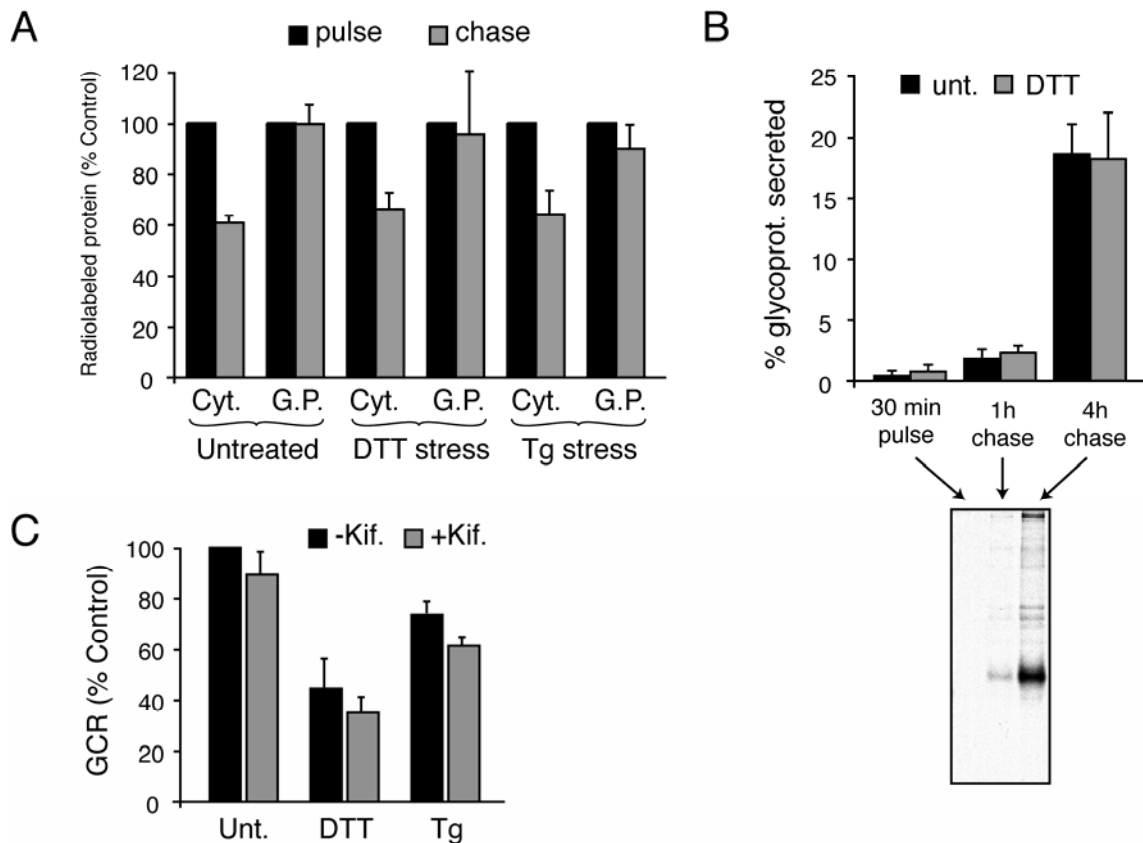 A
pulse chase
Radiolabeled protein (% Control)
120
100
80
60
40
20
0
Cyt. G.P. Cyt. G.P. Cyt. G.P.
Untreated DTT stress Tg stress
B
unt. DTT
% glycoprot. secreted
25
20
15
10
5
0
30 min pulse
1h chase
4h chase
C
-Kif. +Kif.
GCR (% Control)
100
80
60
40
20
0
Unt. DTT Tg